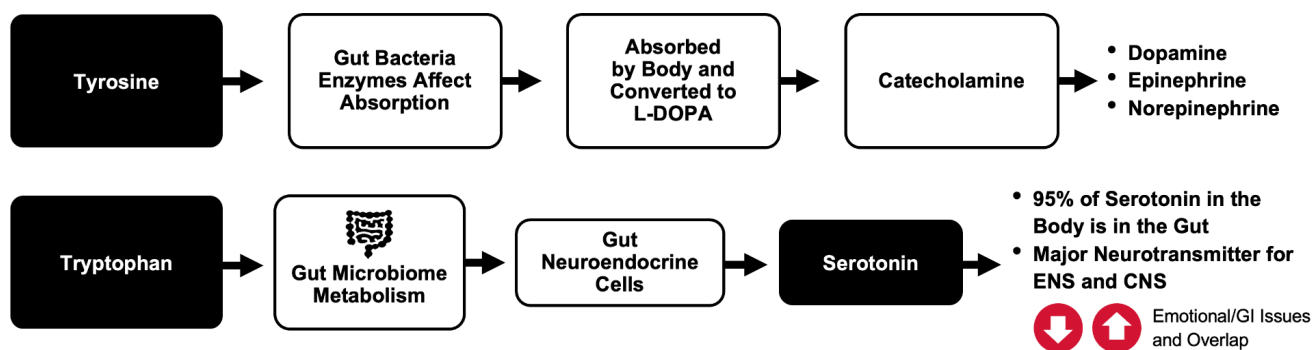 Tyrosine
Gut Bacteria
Enzymes Affect
Absorption
Absorbed
by Body and
Converted to
L-DOPA
Catecholamine
• Dopamine
• Epinephrine
• Norepinephrine
Tryptophan
Gut Microbiome
Metabolism
Gut
Neuroendocrine
Cells
Serotonin
• 95% of Serotonin in the
Body is in the Gut
• Major Neurotransmitter for
ENS and CNS
Emotional/GI Issues
and Overlap